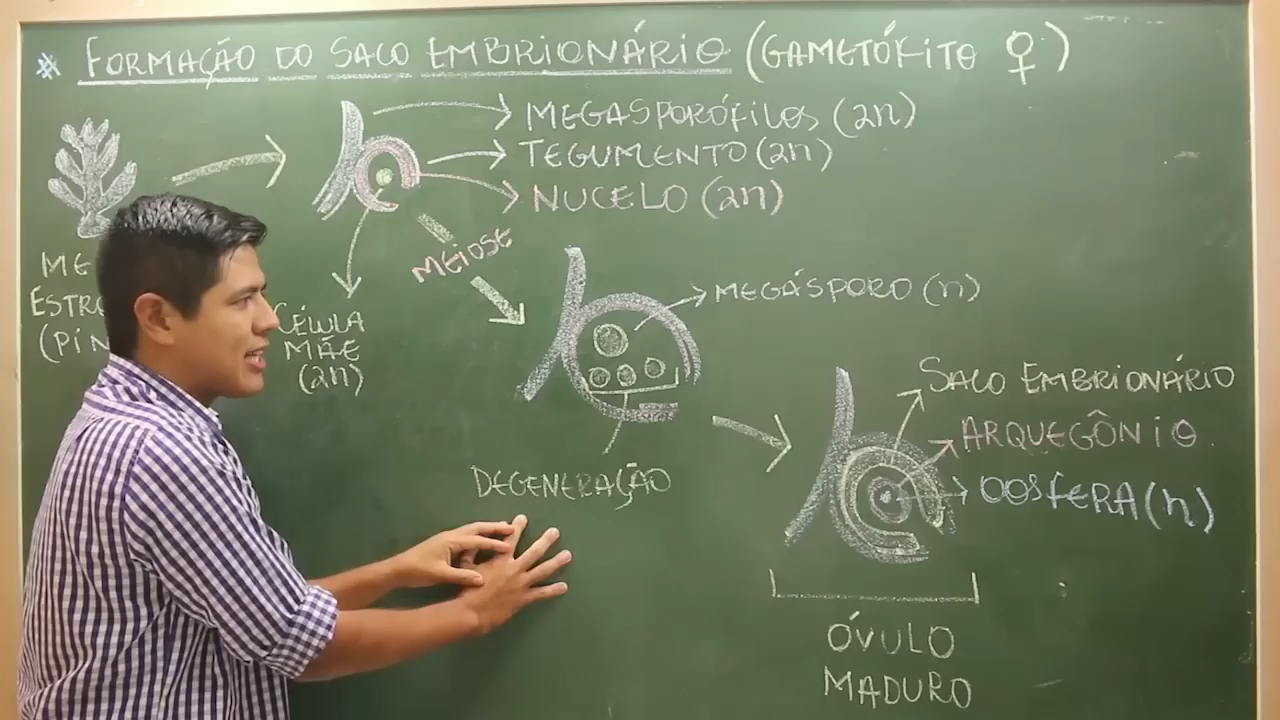 * FORMAÇÃO DO SACO EMBRIONÁRIO (GAMETÓFITO ♀)
MEGASPORÓFILOS (2n)
TEGUMENTO (2n)
NUCELO (2n)
MEIOSE
CÉLULA
MÃE
(2n)
MEGÁSPORO (n)
DEGENERAÇÃO
SACO EMBRIONÁRIO
ARQUEGÔNIO
OOSFERA (n)
ÓVULO
MADURO